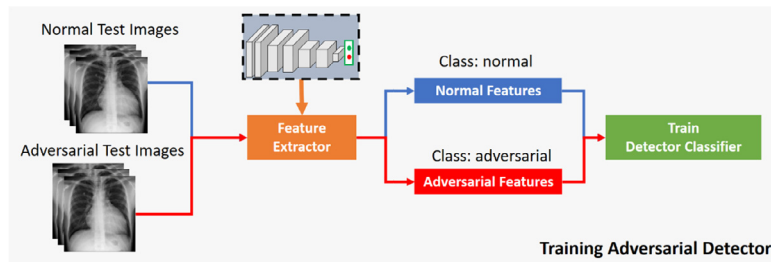 Normal Test Images
Adversarial Test Images
Feature
Extractor
Class: normal
Normal Features
Class: adversarial
Adversarial Features
Train
Detector Classifier
Training Adversarial Detector